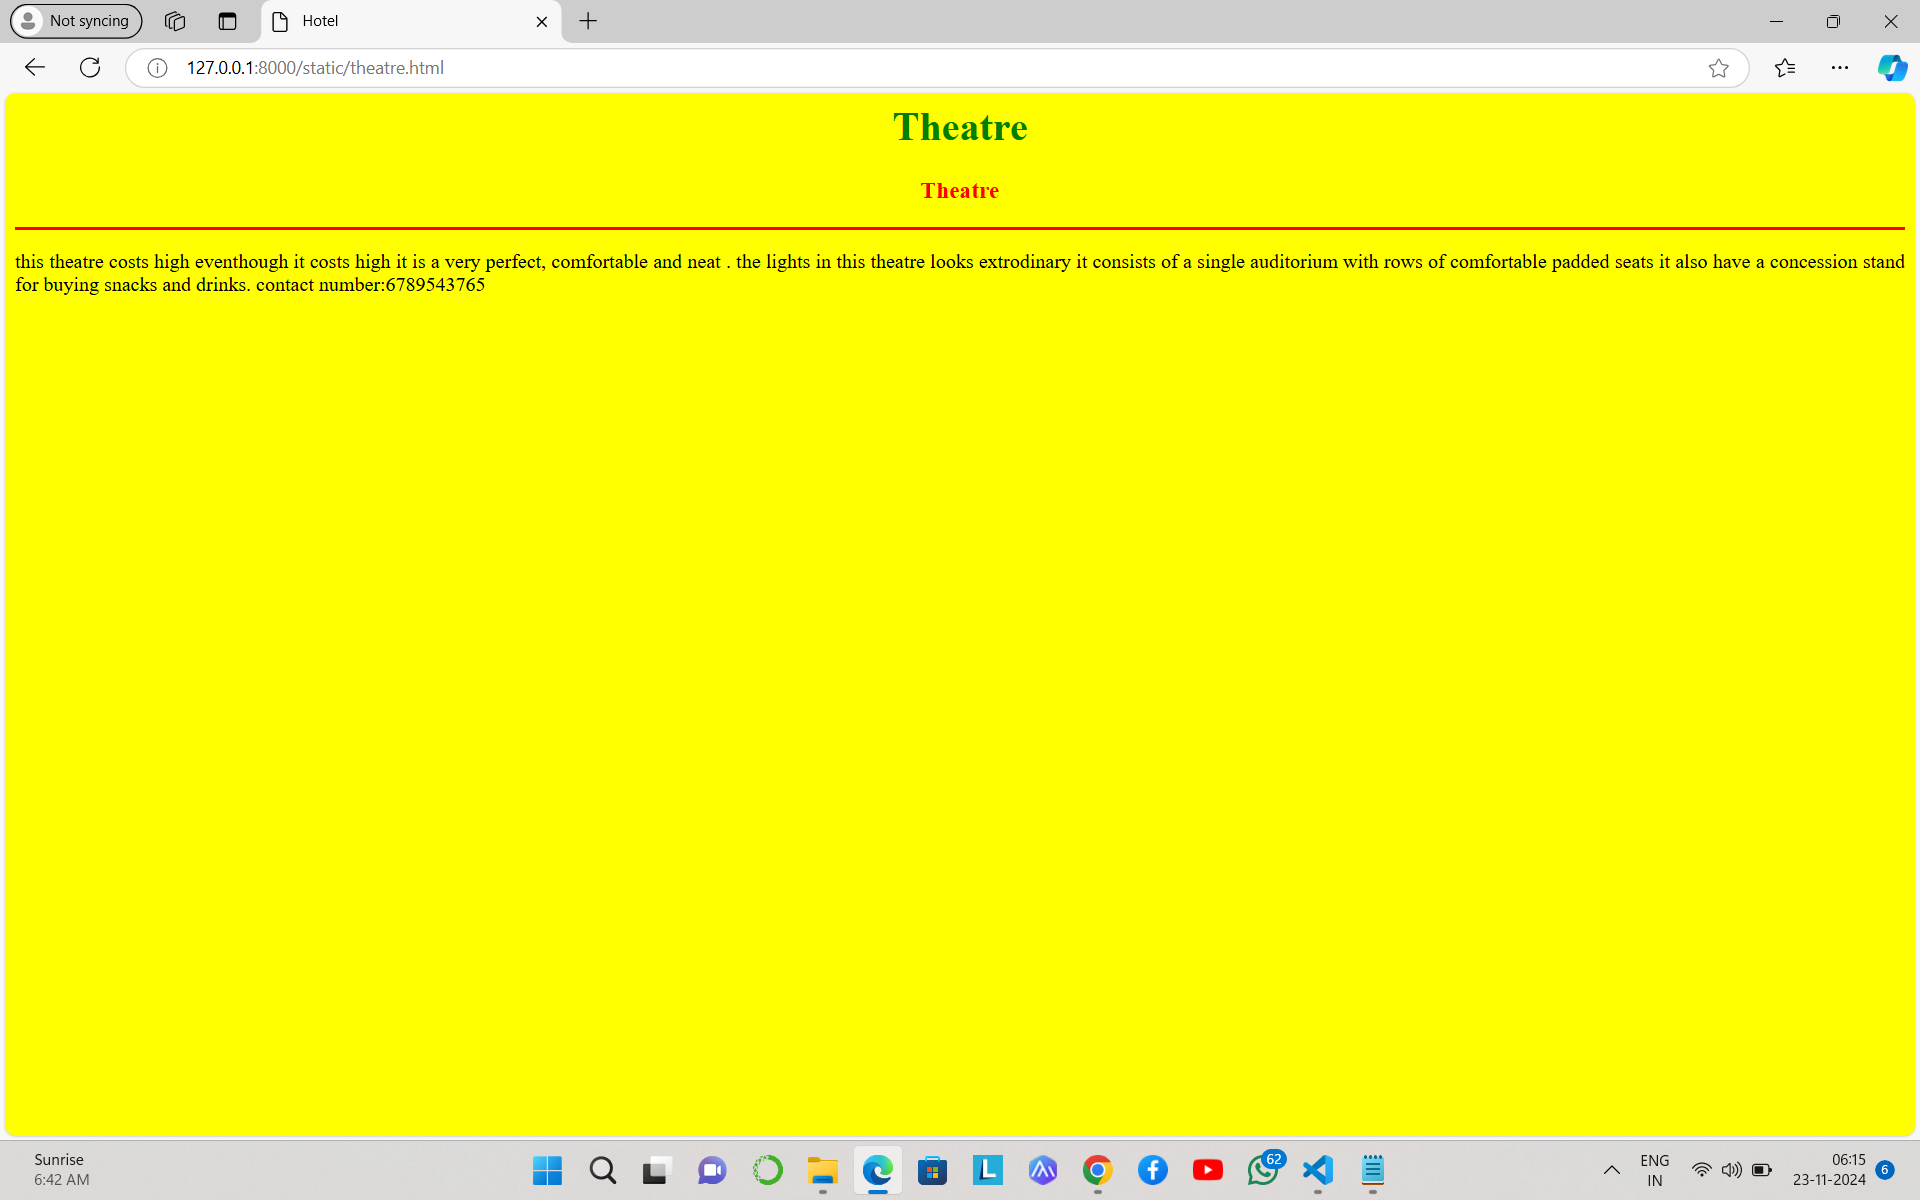 Not syncing
Hotel
127.0.0.1:8000/static/theatre.html
Theatre
Theatre
this theatre costs high eventhough it costs high it is a very perfect, comfortable and neat . the lights in this theatre looks extrodinary it consists of a single auditorium with rows of comfortable padded seats it also have a concession stand
for buying snacks and drinks. contact number:6789543765
Sunrise
6:42 AM
L
62
ENG
IN
06:15
23-11-2024
6